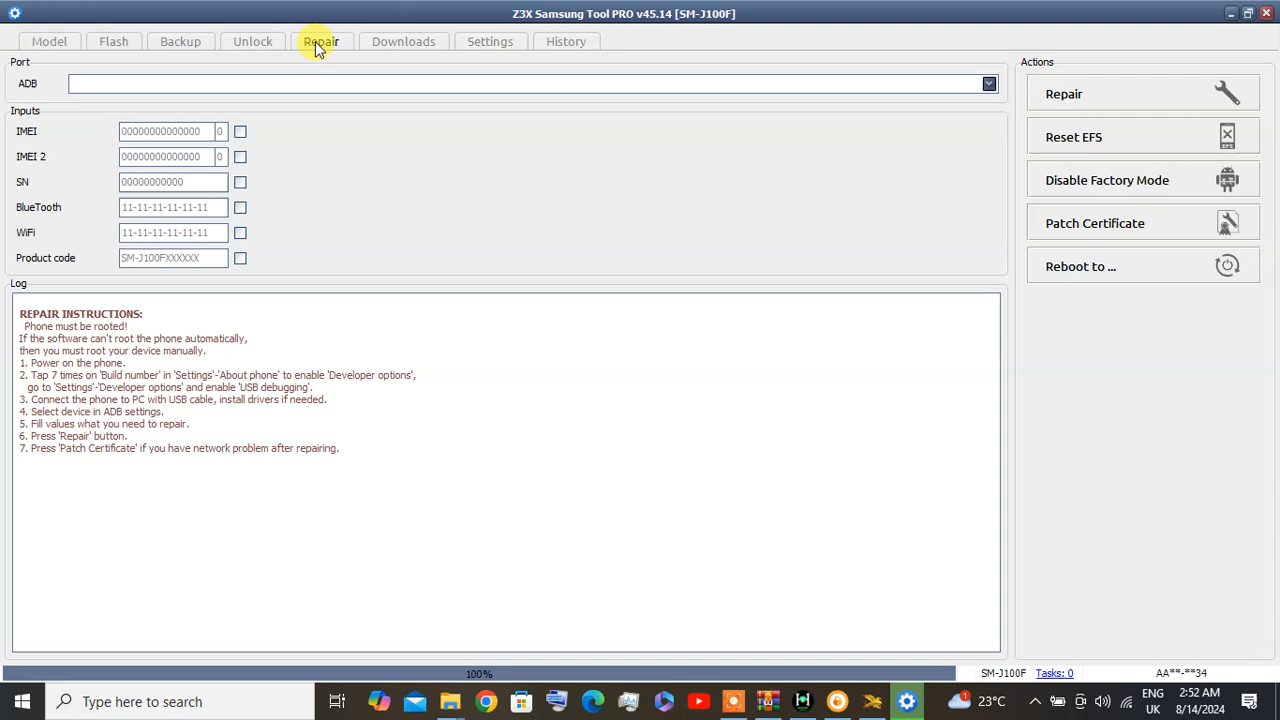 Z3X Samsung Tool PRO v45.14 [SM-J100F]
Model Flash Backup Unlock Repair Downloads Settings History
Port
ADB
Inputs
IMEI 00000000000000 0
IMEI 2 00000000000000 0
SN 00000000000
BlueTooth 11-11-11-11-11-11
WiFi 11-11-11-11-11-11
Product code SM-J100FXXXXXX
Actions
Repair
Reset EFS
Disable Factory Mode
Patch Certificate
Reboot to ...
Log
REPAIR INSTRUCTIONS:
Phone must be rooted!
If the software can't root the phone automatically,
then you must root your device manually.
1. Power on the phone.
2. Tap 7 times on 'Build number' in 'Settings'-'About phone' to enable 'Developer options',
go to 'Settings'-'Developer options' and enable 'USB debugging'.
3. Connect the phone to PC with USB cable, install drivers if needed.
4. Select device in ADB settings.
5. Fill values what you need to repair.
6. Press 'Repair' button.
7. Press 'Patch Certificate' if you have network problem after repairing.
100% SM-J100F Tasks: 0 AA**-**34
Type here to search
23°C
ENG
UK
2:52 AM
8/14/2024